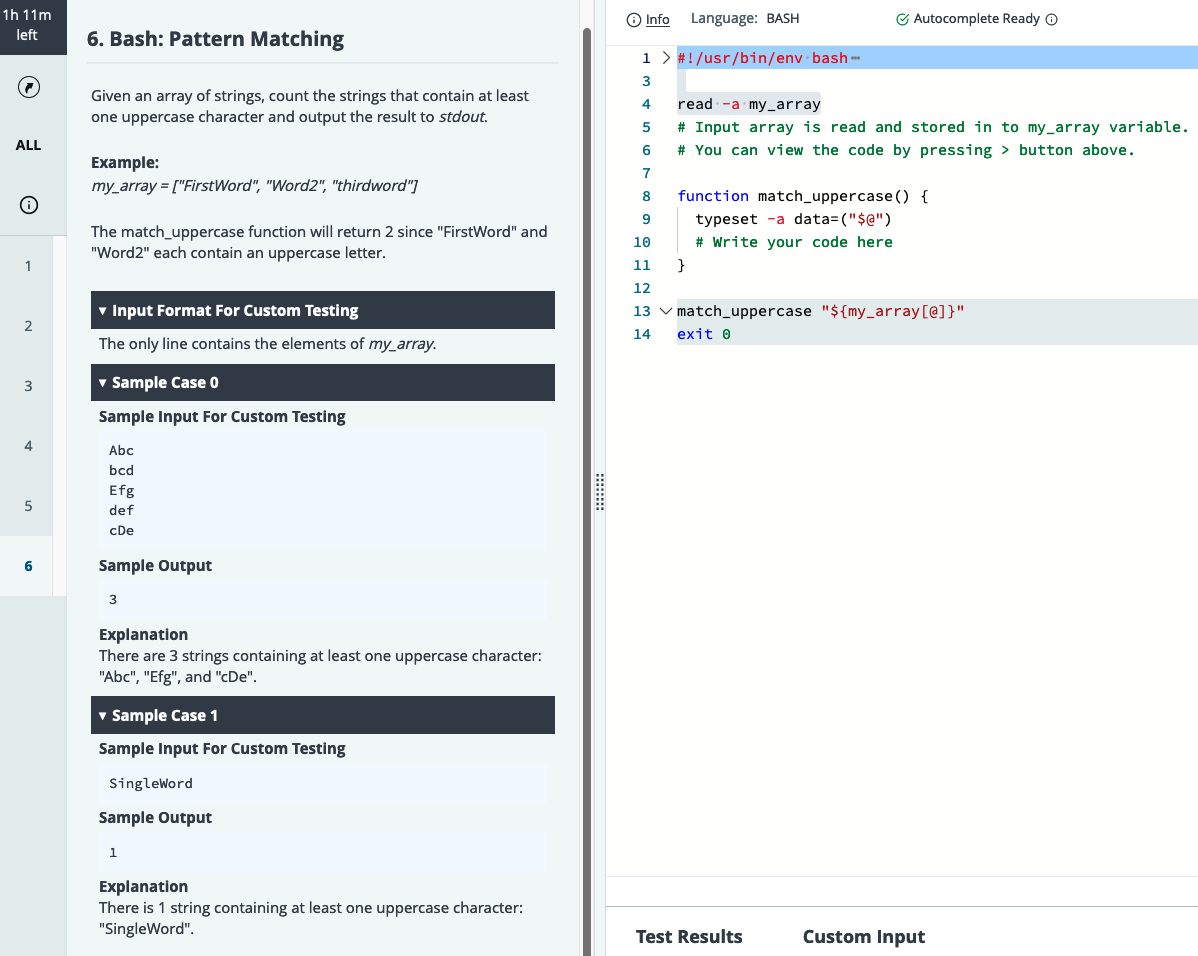 1h 11m
left
ALL
1
2
3
4
5
6
6. Bash: Pattern Matching
Given an array of strings, count the strings that contain at least
one uppercase character and output the result to stdout.
Example:
my_array = ["FirstWord", "Word2", "thirdword"]
The match_uppercase function will return 2 since "FirstWord" and
"Word2" each contain an uppercase letter.
▾ Input Format For Custom Testing
The only line contains the elements of my_array.
▾ Sample Case 0
Sample Input For Custom Testing
Abc
bcd
Efg
def
cDe
Sample Output
3
Explanation
There are 3 strings containing at least one uppercase character:
"Abc", "Efg", and "cDe".
▾ Sample Case 1
Sample Input For Custom Testing
SingleWord
Sample Output
1
Explanation
There is 1 string containing at least one uppercase character:
"SingleWord".
Info Language: BASH Autocomplete Ready
1 #!/usr/bin/env bash
3
4 read -a my_array
5 # Input array is read and stored in to my_array variable.
6 # You can view the code by pressing > button above.
7
8 function match_uppercase() {
9 typeset -a data=("$@")
10 # Write your code here
11 }
12
13 match_uppercase "${my_array[@]}"
14 exit 0
Test Results Custom Input